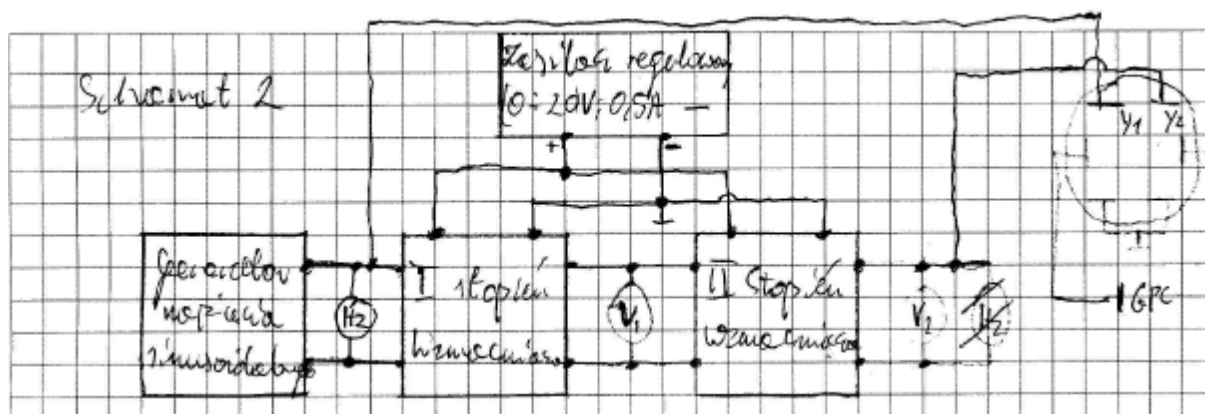 Schemat 2
Zasilacz regulowany
0÷20V; 0,5A
+ -
Y1 Y2
Generator
napięcia
sinusoidalnego
Hz
I stopień
wzmacniacza
V1
II Stopień
wzmacniacza
V2
Hz
GPC